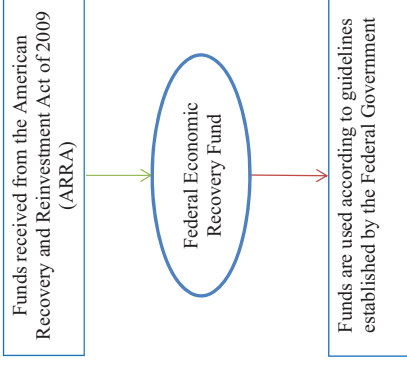 Funds received from the American
Recovery and Reinvestment Act of 2009
(ARRA)
Federal Economic
Recovery Fund
Funds are used according to guidelines
established by the Federal Government